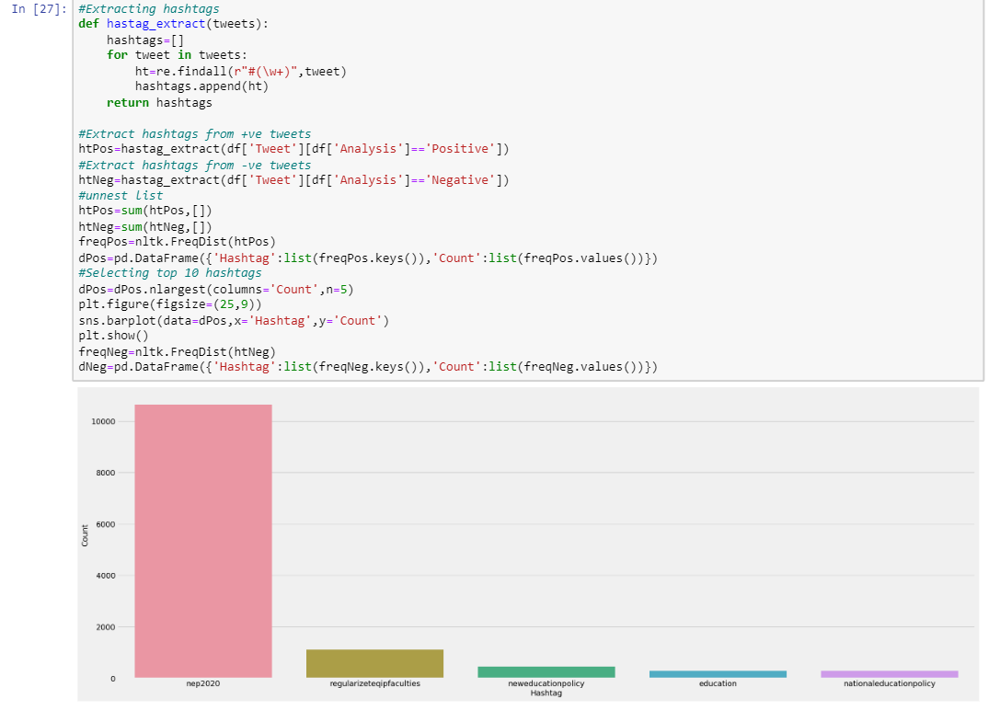 In [27]:
#Extracting hashtags
def hastag_extract(tweets):
    hashtags=[]
    for tweet in tweets:
        ht=re.findall(r"#(\w+)",tweet)
        hashtags.append(ht)
    return hashtags

#Extract hashtags from +ve tweets
htPos=hastag_extract(df['Tweet'][df['Analysis']=='Positive'])
#Extract hashtags from -ve tweets
htNeg=hastag_extract(df['Tweet'][df['Analysis']=='Negative'])
#unnest list
htPos=sum(htPos,[])
htNeg=sum(htNeg,[])
freqPos=nltk.FreqDist(htPos)
dPos=pd.DataFrame({'Hashtag':list(freqPos.keys()),'Count':list(freqPos.values())})
#Selecting top 10 hashtags
dPos=dPos.nlargest(columns='Count',n=5)
plt.figure(figsize=(25,9))
sns.barplot(data=dPos,x='Hashtag',y='Count')
plt.show()
freqNeg=nltk.FreqDist(htNeg)
dNeg=pd.DataFrame({'Hashtag':list(freqNeg.keys()),'Count':list(freqNeg.values())})
10000
8000
6000
4000
2000
0
Count
nep2020 regularizeteqipfaculties neweducationpolicy education nationaleducationpolicy
Hashtag